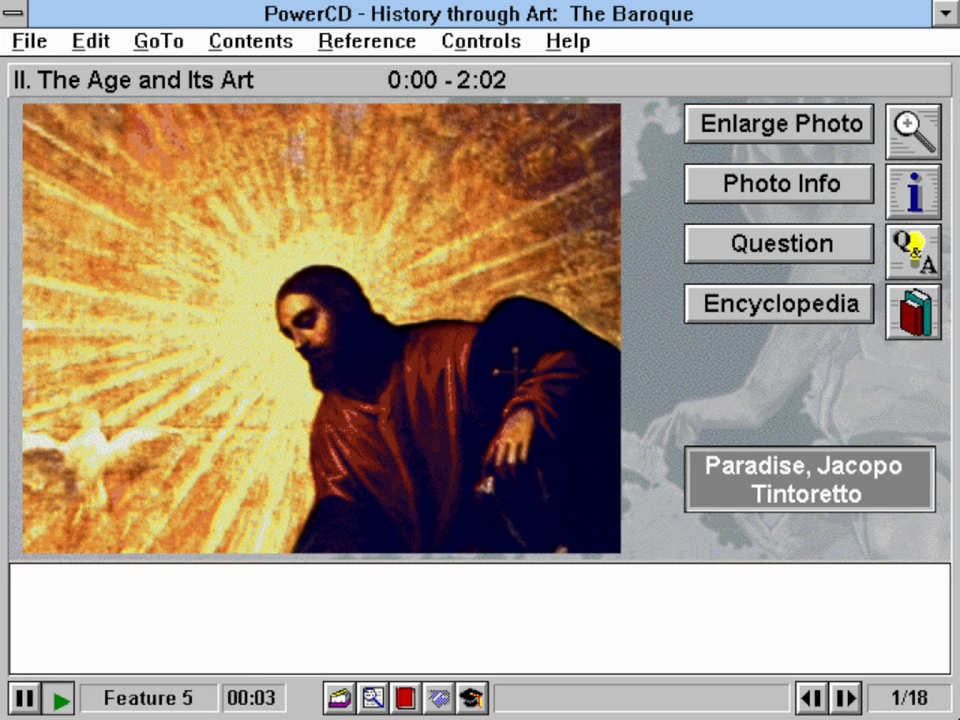 PowerCD - History through Art: The Baroque
File Edit GoTo Contents Reference Controls Help
II. The Age and Its Art 0:00 - 2:02
Enlarge Photo
Photo Info
i
Question
Q&A
Encyclopedia
Paradise, Jacopo
Tintoretto
Feature 5 00:03 1/18